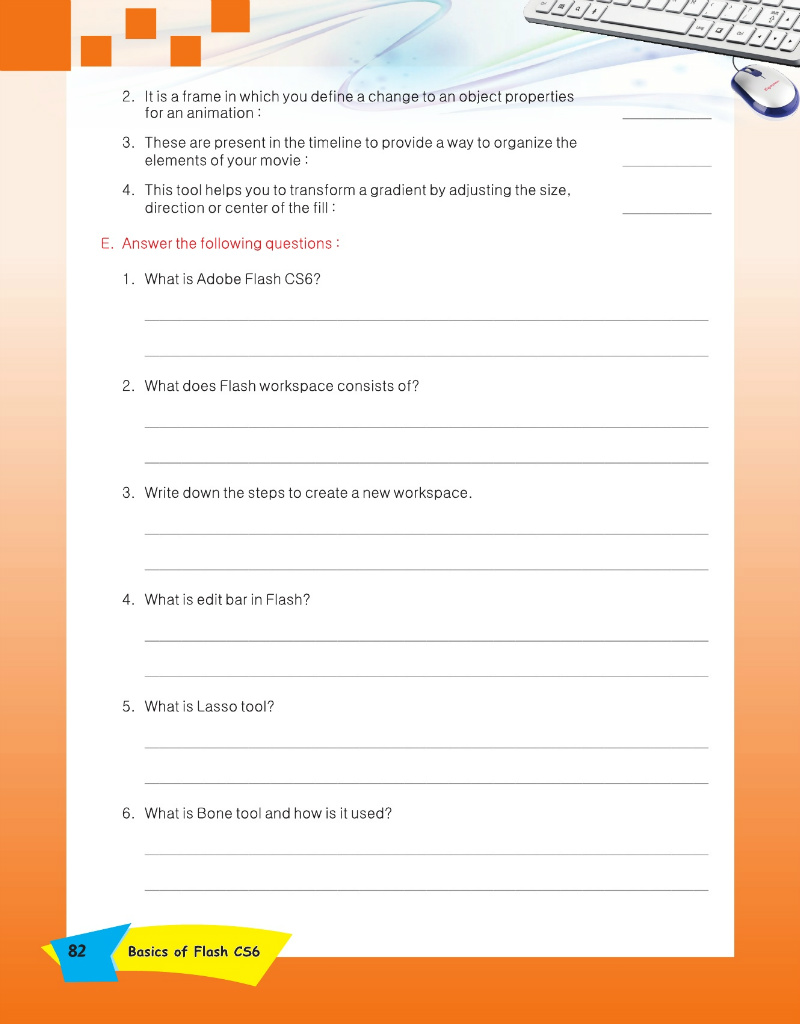 2. It is a frame in which you define a change to an object properties
for an animation : ____________
3. These are present in the timeline to provide a way to organize the
elements of your movie : ____________
4. This tool helps you to transform a gradient by adjusting the size,
direction or center of the fill : ____________
E. Answer the following questions :
1. What is Adobe Flash CS6?
2. What does Flash workspace consists of?
3. Write down the steps to create a new workspace.
4. What is edit bar in Flash?
5. What is Lasso tool?
6. What is Bone tool and how is it used?
82 Basics of Flash CS6